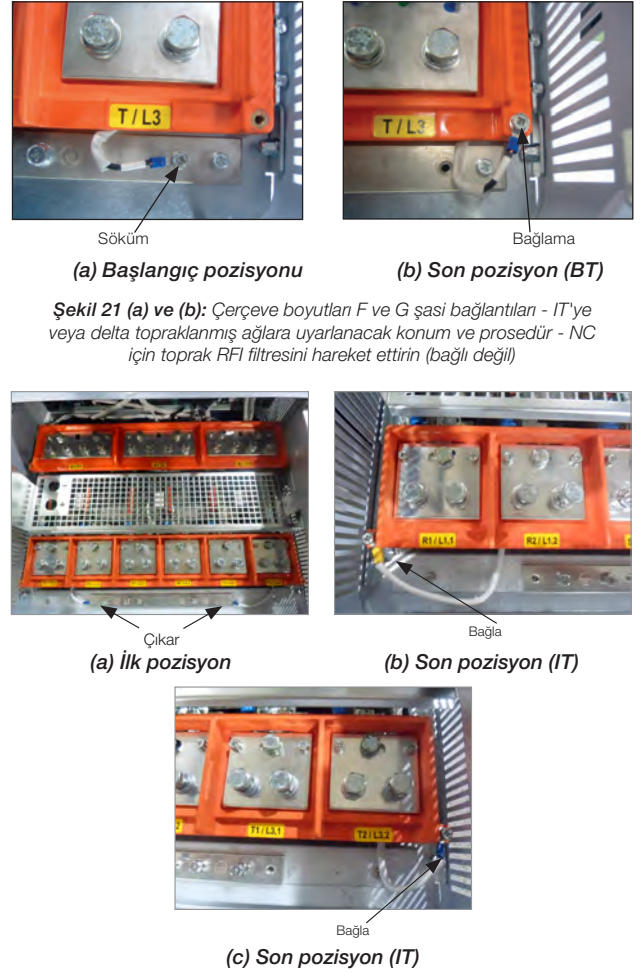 T / L3
T / L3
Söküm
Bağlama
(a) Başlangıç pozisyonu
(b) Son pozisyon (BT)
Şekil 21 (a) ve (b): Çerçeve boyutları F ve G şasi bağlantıları - IT'ye
veya delta topraklanmış ağlara uyarlanacak konum ve prosedür - NC
için toprak RFI filtresini hareket ettirin (bağlı değil)
R1 / L1,1
R2 / L1,2
Çıkar
Bağla
(a) İlk pozisyon
(b) Son pozisyon (IT)
T1 / L3,1
T2 / L3,2
Bağla
(c) Son pozisyon (IT)